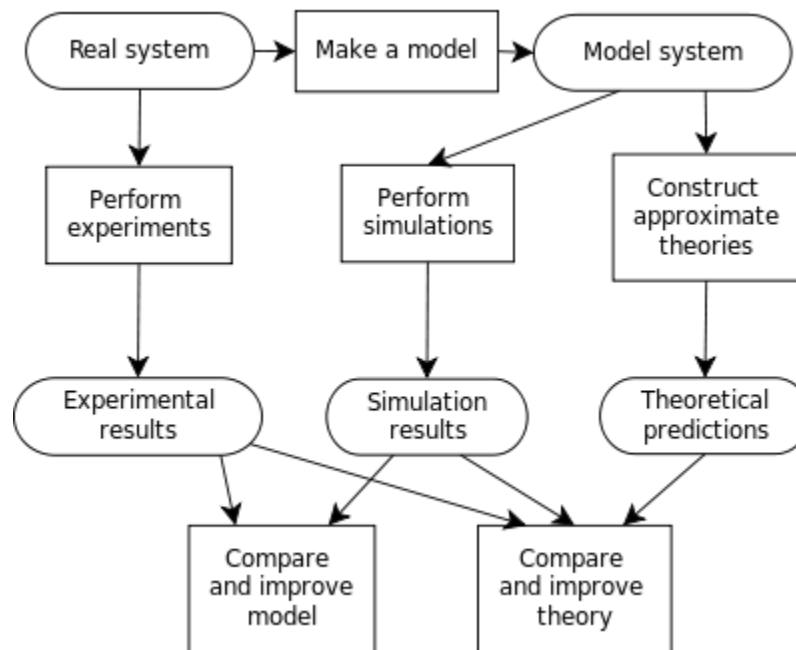 Real system
Make a model
Model system
Perform
experiments
Perform
simulations
Construct
approximate
theories
Experimental
results
Simulation
results
Theoretical
predictions
Compare
and improve
model
Compare
and improve
theory